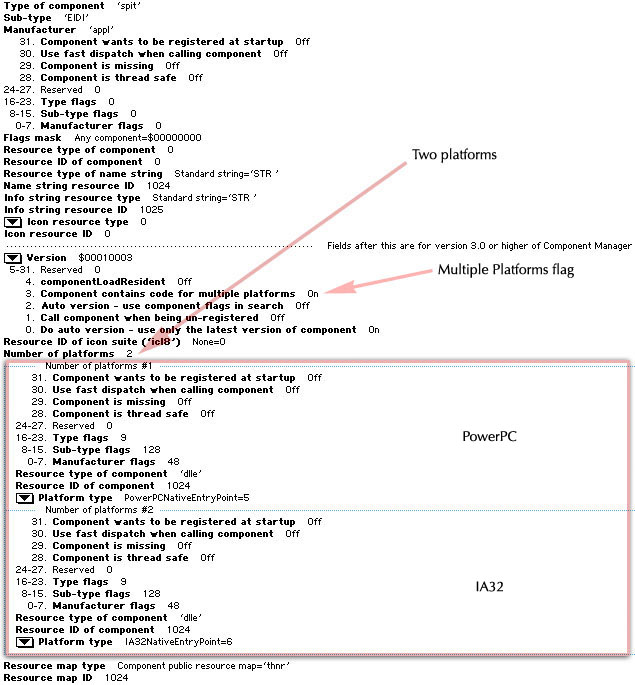 Type of component ‘spit’
Sub-type ‘EIDI’
Manufacturer ‘appl’
31. Component wants to be registered at startup Off
30. Use fast dispatch when calling component Off
29. Component is missing Off
28. Component is thread safe Off
24-27. Reserved 0
16-23. Type flags 0
8-15. Sub-type flags 0
0-7. Manufacturer flags 0
Flags mask Any component=$00000000
Resource type of component 0
Resource ID of component 0
Resource type of name string Standard string=‘STR ’
Name string resource ID 1024
Info string resource type Standard string=‘STR ’
Info string resource ID 1025
Icon resource type 0
Icon resource ID 0
Two platforms
Fields after this are for version 3.0 or higher of Component Manager
Version $00010003
5-31. Reserved 0
4. componentLoadResident Off
3. Component contains code for multiple platforms On
Multiple Platforms flag
2. Auto version - use component flags in search Off
1. Call component when being un-registered Off
0. Do auto version - use only the latest version of component On
Resource ID of icon suite (‘icl8’) None=0
Number of platforms 2
Number of platforms #1
31. Component wants to be registered at startup Off
30. Use fast dispatch when calling component Off
29. Component is missing Off
28. Component is thread safe Off
24-27. Reserved 0
16-23. Type flags 9
8-15. Sub-type flags 128
0-7. Manufacturer flags 48
Resource type of component ‘dlle’
Resource ID of component 1024
Platform type PowerPCNativeEntryPoint=5
PowerPC
Number of platforms #2
31. Component wants to be registered at startup Off
30. Use fast dispatch when calling component Off
29. Component is missing Off
28. Component is thread safe Off
24-27. Reserved 0
16-23. Type flags 9
8-15. Sub-type flags 128
0-7. Manufacturer flags 48
Resource type of component ‘dlle’
Resource ID of component 1024
Platform type IA32NativeEntryPoint=6
IA32
Resource map type Component public resource map=‘thnr’
Resource map ID 1024